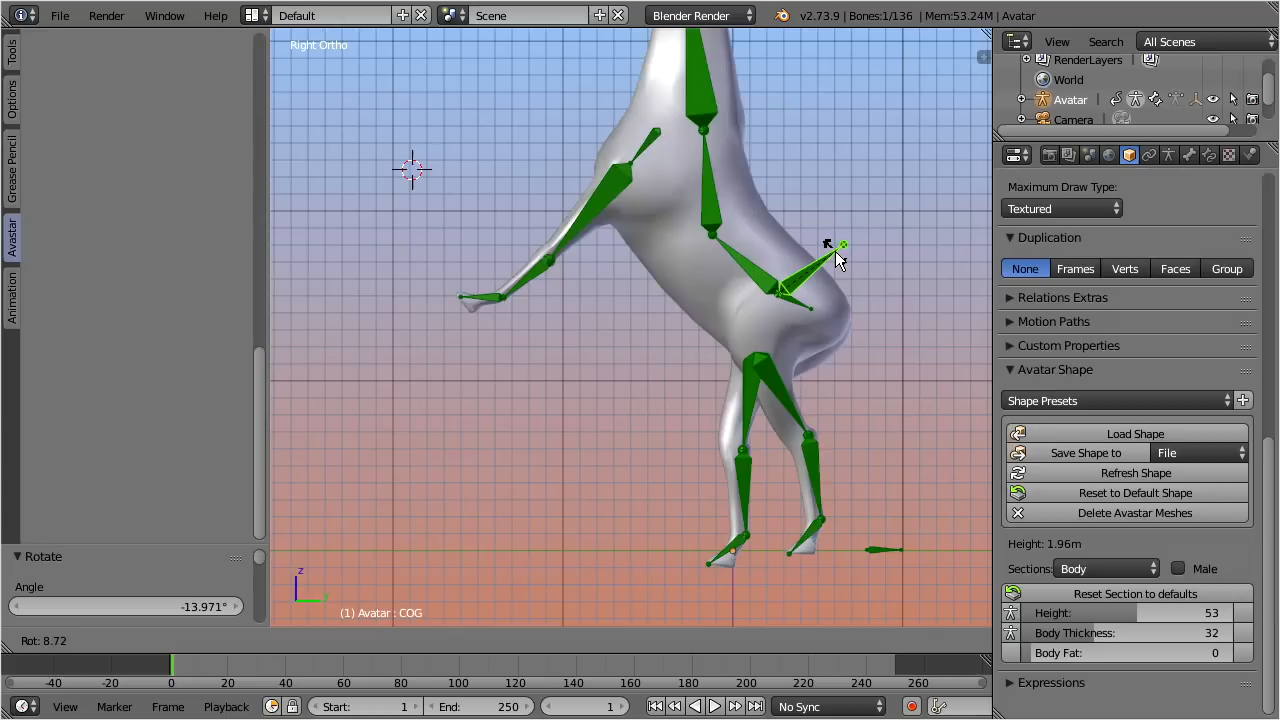 File Render Window Help Default Scene Blender Render v2.73.9 | Bones:1/136 | Mem:53.24M | Avatar
Right Ortho
Tools
Options
Grease Pencil
Avastar
Animation
View Search All Scenes
RenderLayers
World
Avatar
Camera
Maximum Draw Type:
Textured
Duplication
None Frames Verts Faces Group
Relations Extras
Motion Paths
Custom Properties
Avatar Shape
Shape Presets
Load Shape
Save Shape to File
Refresh Shape
Reset to Default Shape
Delete Avastar Meshes
Height: 1.96m
Sections: Body Male
Reset Section to defaults
Height: 53
Body Thickness: 32
Body Fat: 0
Expressions
Rotate
Angle
-13.971°
z
y
(1) Avatar : COG
Rot: 8.72
-40 -20 0 20 40 60 80 100 120 140 160 180 200 220 240 260
View Marker Frame Playback Start: 1 End: 250 1 No Sync